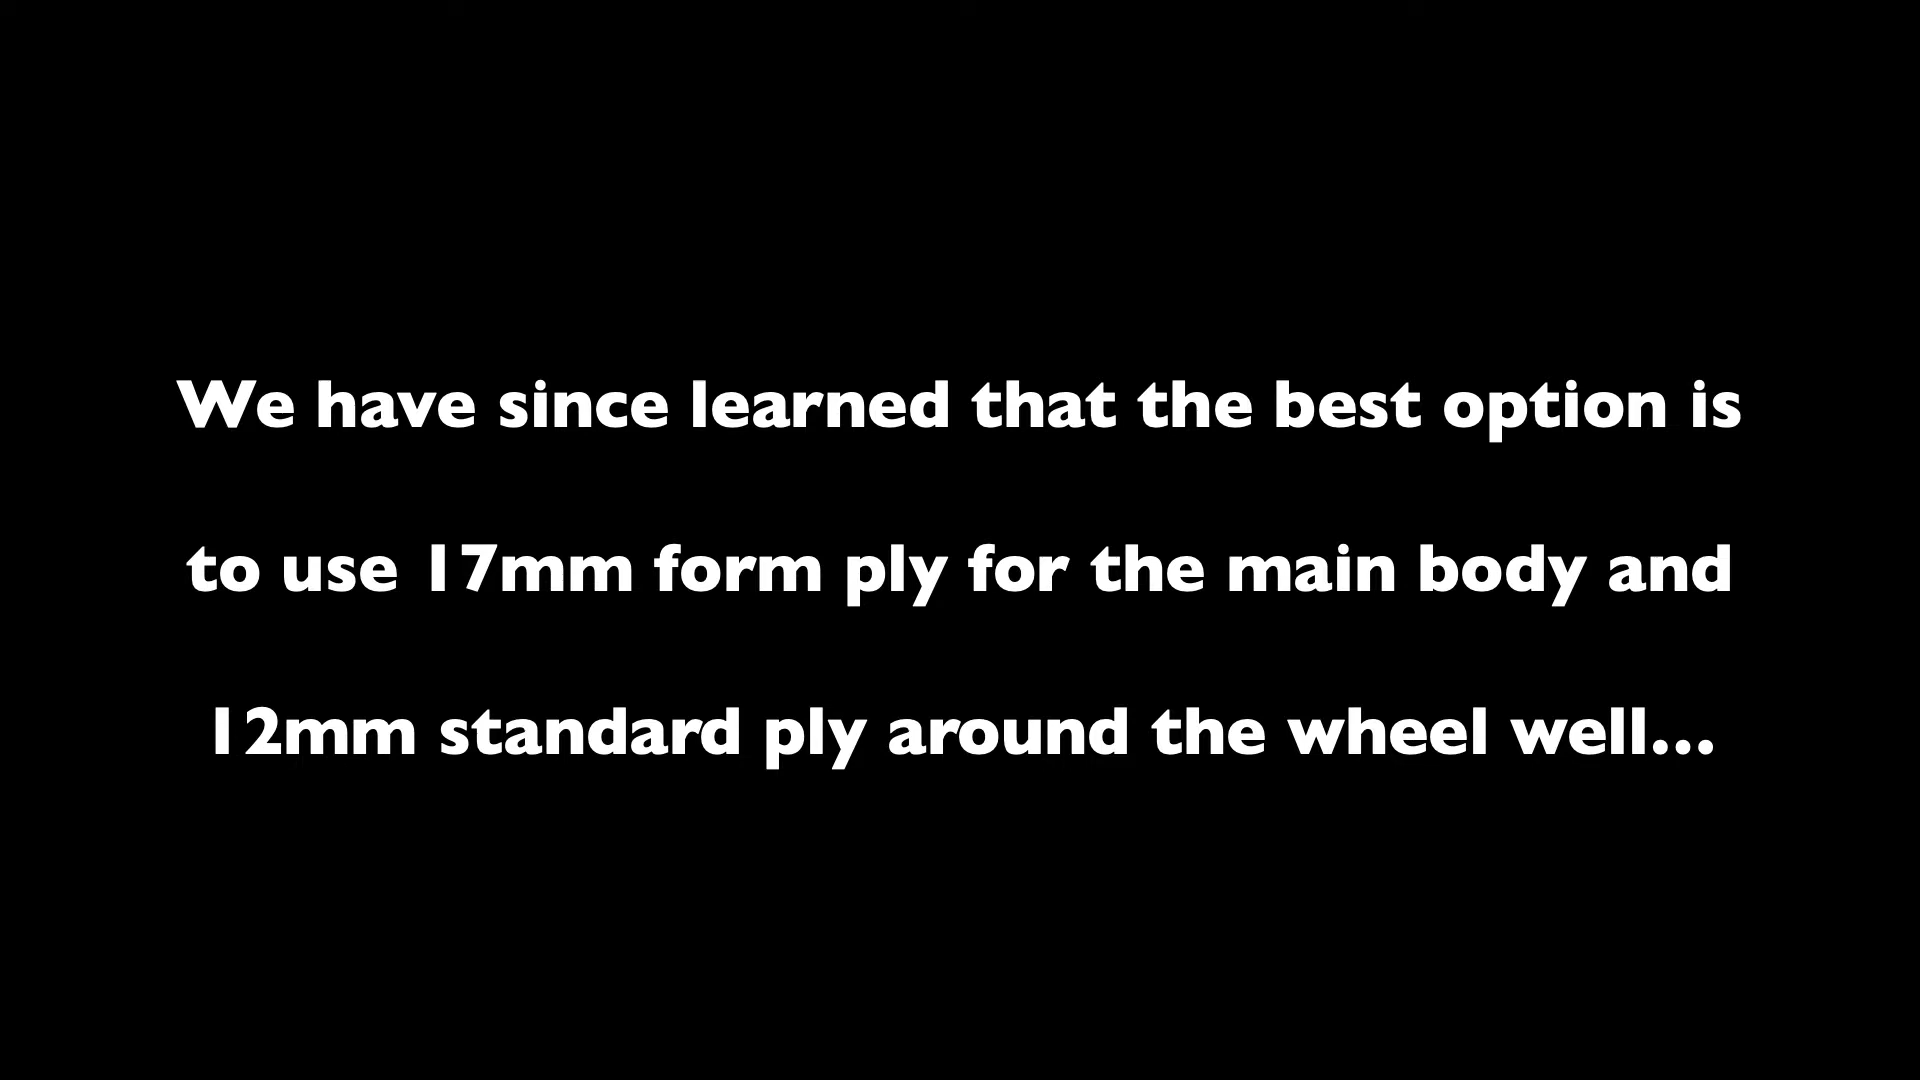 We have since learned that the best option is
to use 17mm form ply for the main body and
12mm standard ply around the wheel well...